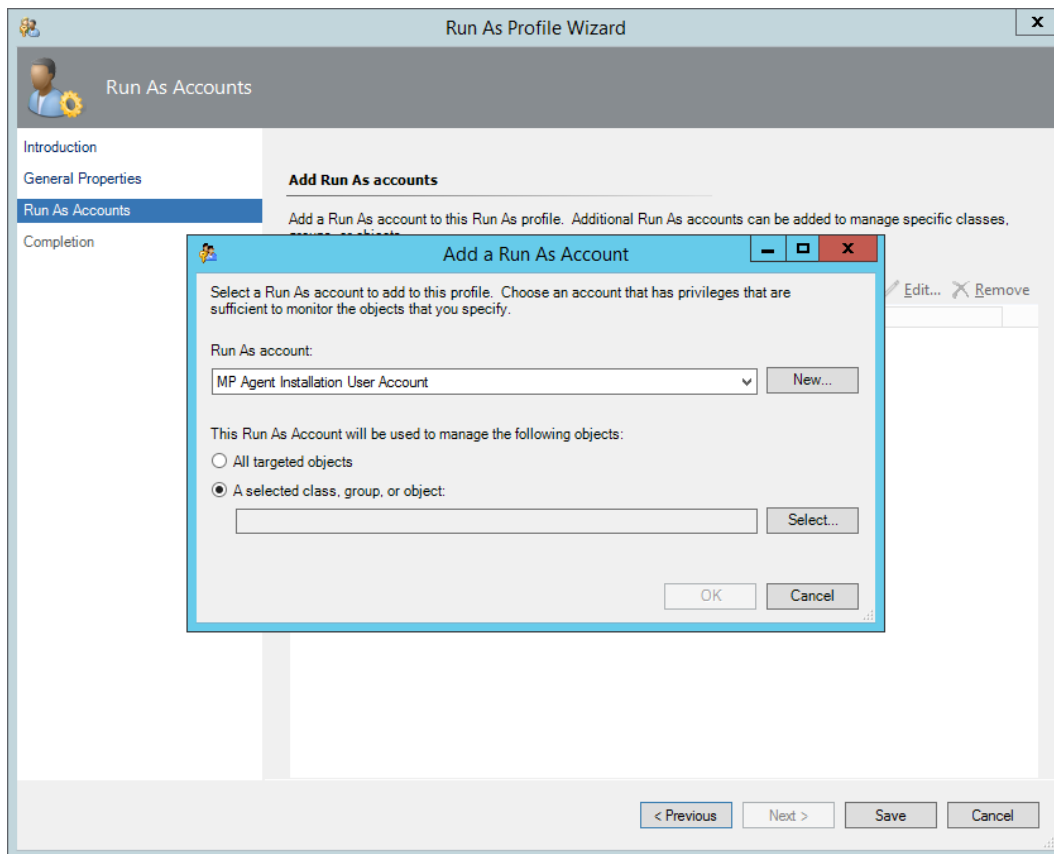 Run As Profile Wizard
x
Run As Accounts
Introduction
General Properties
Run As Accounts
Completion
Add Run As accounts
Add a Run As account to this Run As profile. Additional Run As accounts can be added to manage specific classes,
Edit... Remove
Add a Run As Account
x
Select a Run As account to add to this profile. Choose an account that has privileges that are
sufficient to monitor the objects that you specify.
Run As account:
MP Agent Installation User Account
New...
This Run As Account will be used to manage the following objects:
All targeted objects
A selected class, group, or object:
Select...
OK
Cancel
< Previous
Next >
Save
Cancel